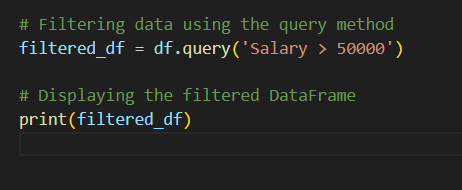 # Filtering data using the query method
filtered_df = df.query('Salary > 50000')
# Displaying the filtered DataFrame
print(filtered_df)